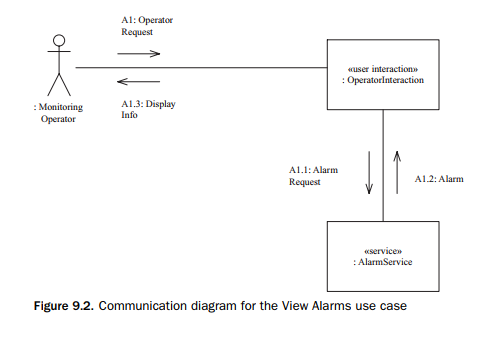 A1: Operator
Request
«user interaction»
: OperatorInteraction
A1.3: Display
Info
: Monitoring
Operator
A1.1: Alarm
Request
A1.2: Alarm
«service»
: AlarmService
Figure 9.2. Communication diagram for the View Alarms use case